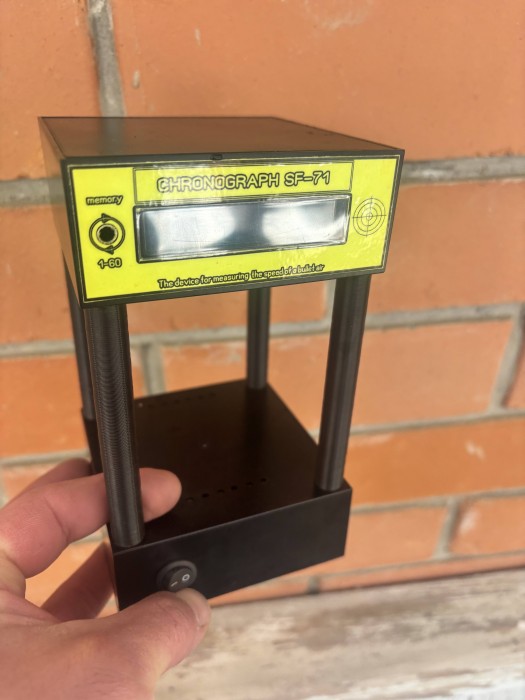 CHRONOGRAPH SF-71
memory
1-60
The device for measuring the speed of a bullet air
- O